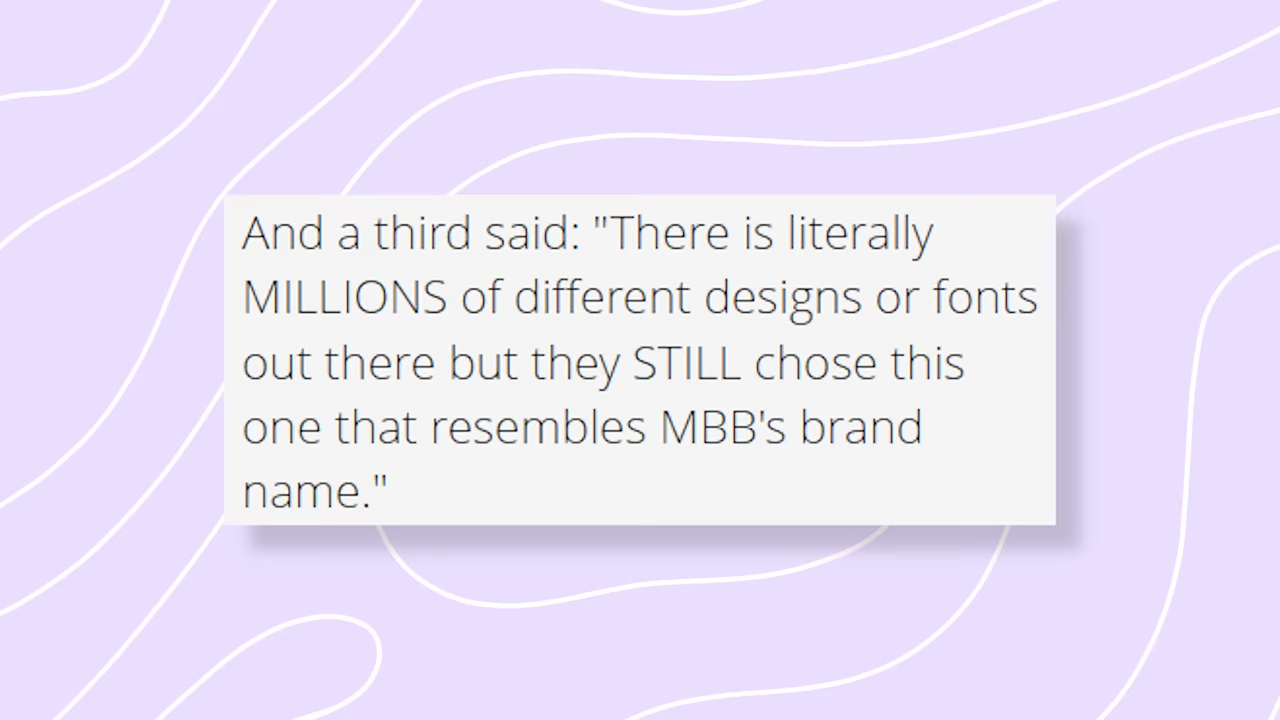 And a third said: "There is literally
MILLIONS of different designs or fonts
out there but they STILL chose this
one that resembles MBB's brand
name."